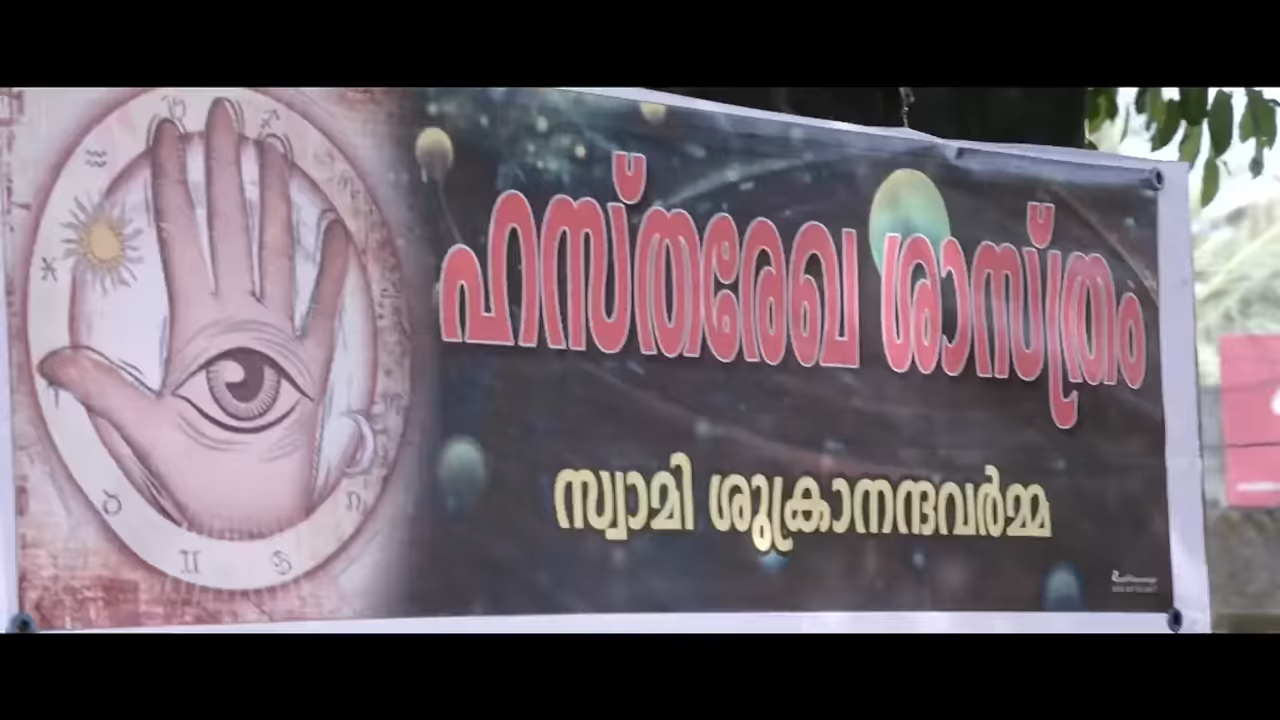 ഹസ്തരേഖ ശാസ്ത്രം
സ്വാമി ശുക്രാനന്ദവർമ്മ